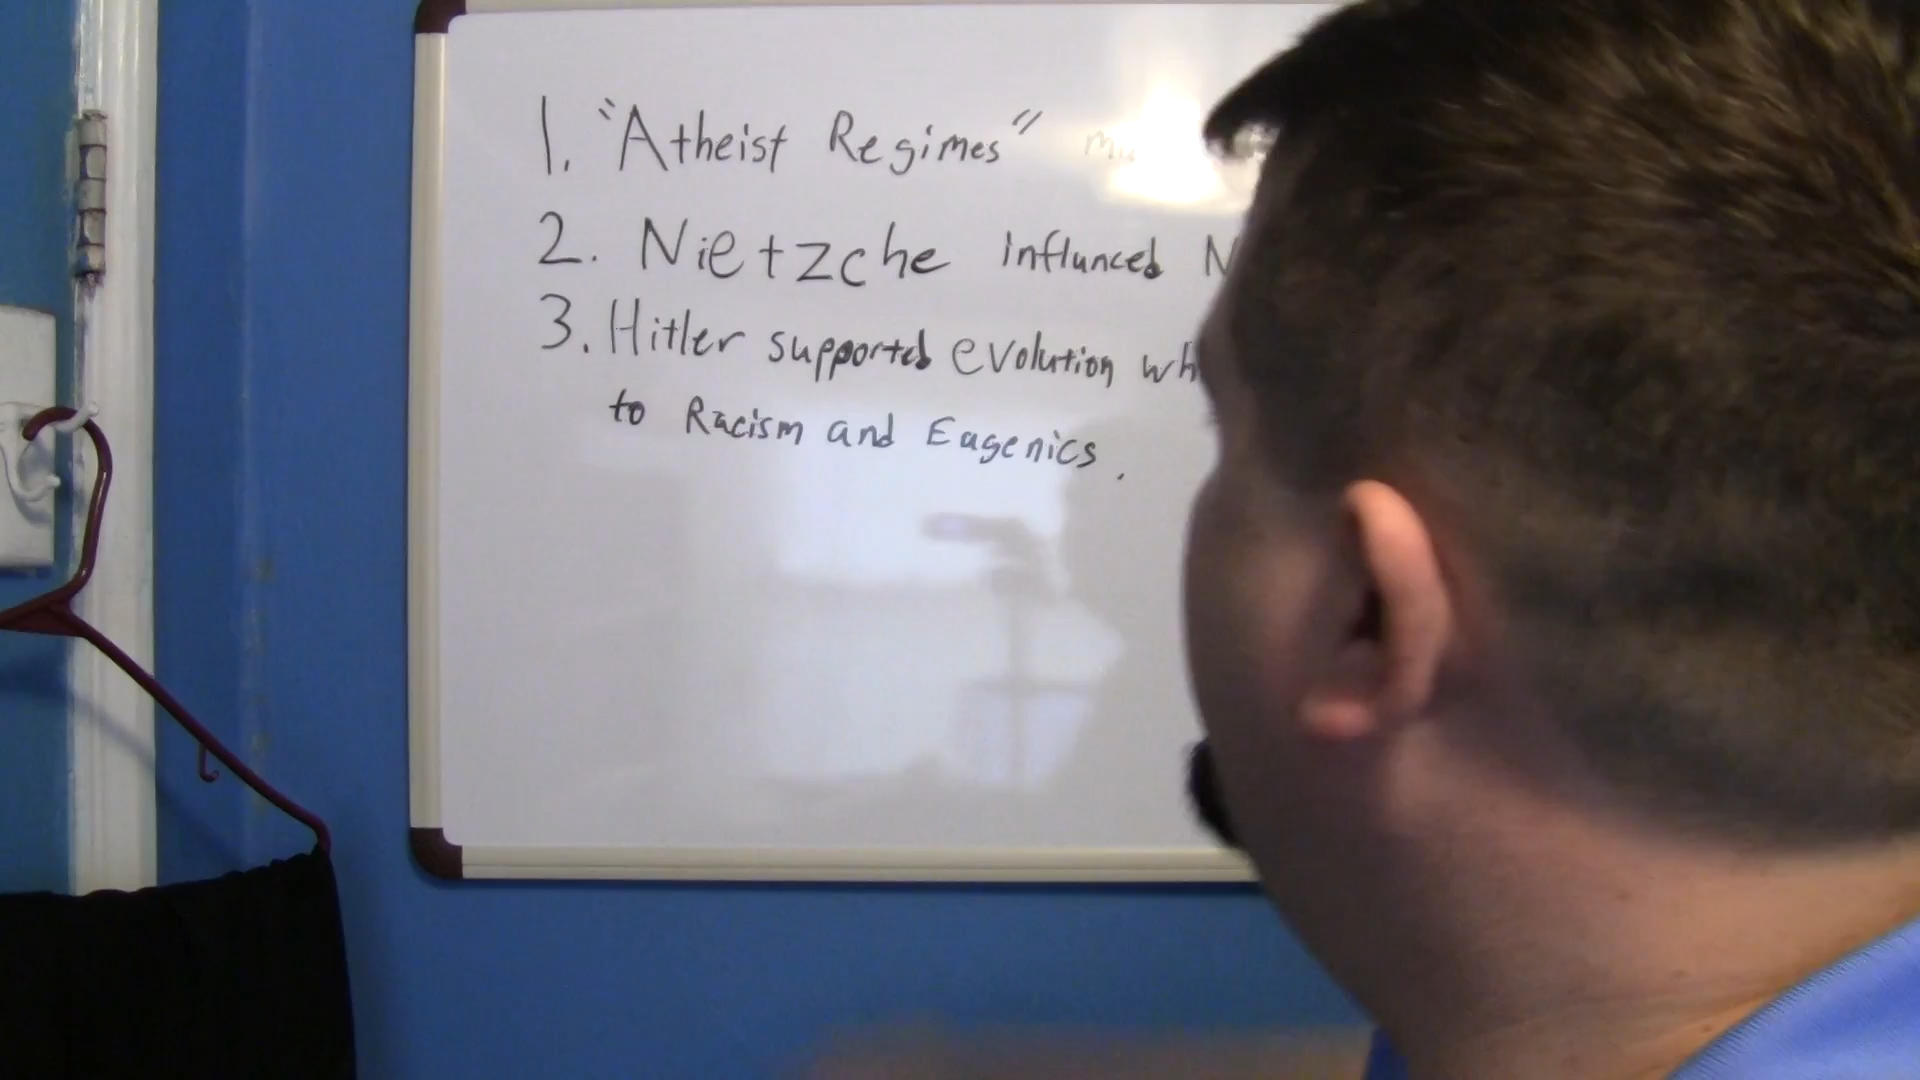 1. "Atheist Regimes"
2. Nietzche influnced
3. Hitler supported evolution
to Racism and Eugenics.